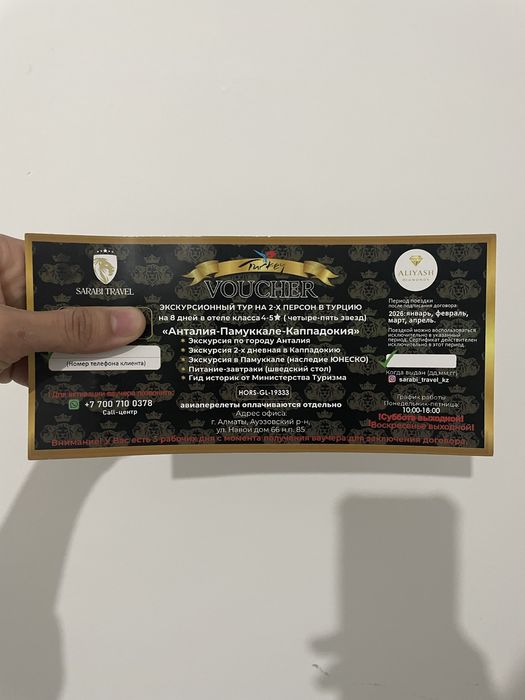 SARABI TRAVEL
Turkey
VOUCHER
ALIYASH
DIAMONDS
ЭКСКУРСИОННЫЙ ТУР НА 2-Х ПЕРСОН В ТУРЦИЮ
на 8 дней в отеле класса 4-5★ ( четыре-пять звезд)
«Анталия-Памуккале-Каппадокия»
Экскурсия по городу Анталия
Экскурсия 2-х дневная в Каппадокию
Экскурсия в Памуккале (наследие ЮНЕСКО)
Питание-завтраки (шведский стол)
Гид историк от Министерства Туризма
HORS-GL-19333
авиаперелеты оплачиваются отдельно
Адрес офиса:
г. Алматы, Ауэзовский р-н,
ул. Навои дом 66 н.п. 85
(Номер телефона клиента)
Для активации ваучера позвоните:
+7 700 710 0378
Call-центр
Период поездки
после подписания договора:
2026: январь, февраль,
март, апрель.
Поездкой можно воспользоваться
исключительно в указанный
период. Сертификат действителен
исключительно в этот период.
Когда выдан (дд,мм,гг)
sarabi_travel_kz
График работы
Понедельник-пятница:
10:00-18:00
!Суббота выходной!
!Воскресенье выходной!
Внимание! У Вас есть 5 рабочих дня с момента получения ваучера для заключения договора.